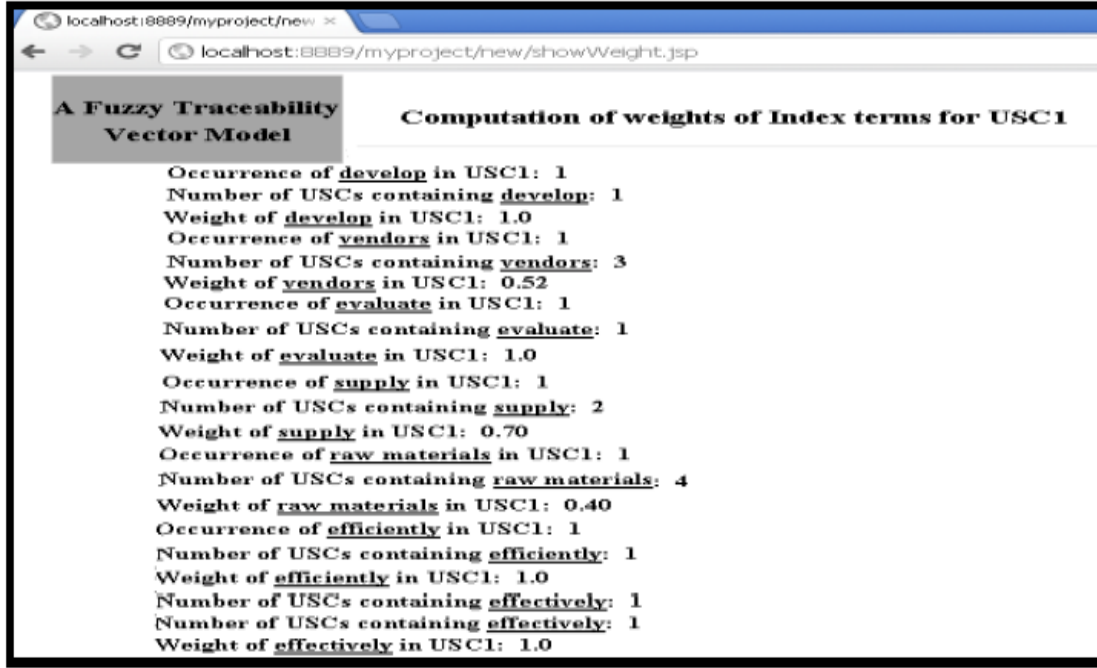 localhost:8889/myproject/new
localhost:8889/myproject/new/showWeight.jsp
A Fuzzy Traceability
Vector Model
Computation of weights of Index terms for USC1
Occurrence of develop in USC1: 1
Number of USCs containing develop: 1
Weight of develop in USC1: 1.0
Occurrence of vendors in USC1: 1
Number of USCs containing vendors: 3
Weight of vendors in USC1: 0.52
Occurrence of evaluate in USC1: 1
Number of USCs containing evaluate: 1
Weight of evaluate in USC1: 1.0
Occurrence of supply in USC1: 1
Number of USCs containing supply: 2
Weight of supply in USC1: 0.70
Occurrence of raw materials in USC1: 1
Number of USCs containing raw materials: 4
Weight of raw materials in USC1: 0.40
Occurrence of efficiently in USC1: 1
Number of USCs containing efficiently: 1
Weight of efficiently in USC1: 1.0
Number of USCs containing effectively: 1
Number of USCs containing effectively: 1
Weight of effectively in USC1: 1.0